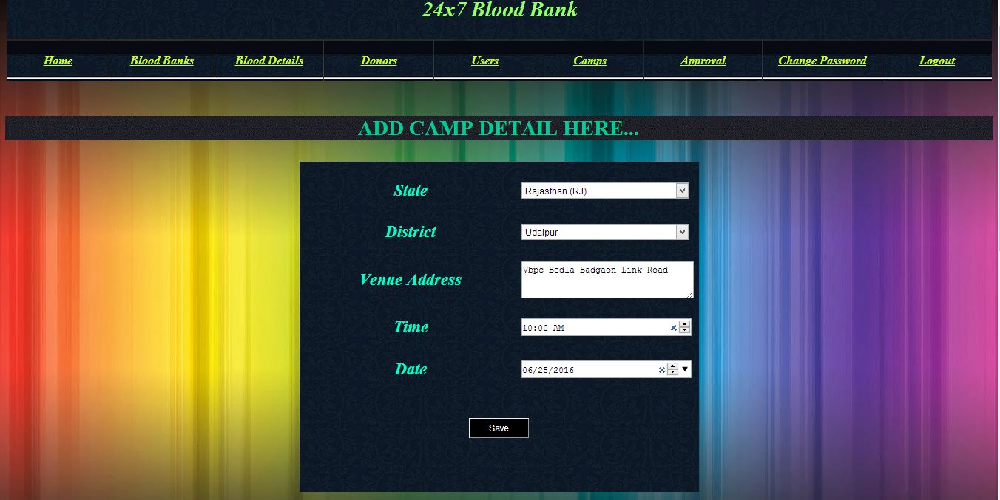 24x7 Blood Bank
Home Blood Banks Blood Details Donors Users Camps Approval Change Password Logout
ADD CAMP DETAIL HERE...
State Rajasthan (RJ)
District Udaipur
Venue Address Vbpc Bedla Badgaon Link Road
Time 10:00 AM
Date 06/25/2016
Save